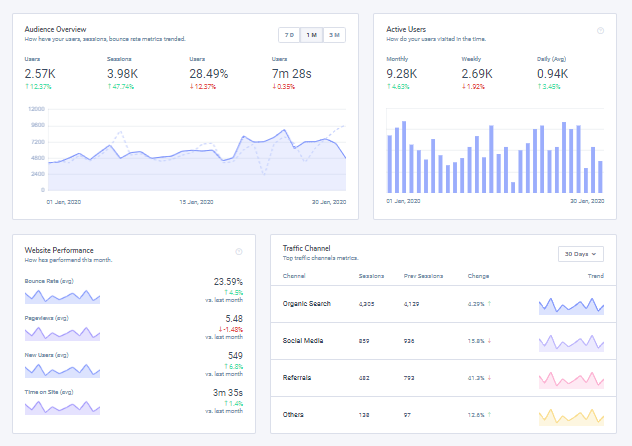 Audience Overview
How have your users, sessions, bounce rate metrics trended.
7 D 1 M 3 M
Users Sessions Users Users
2.57K 3.98K 28.49% 7m 28s
↑12.37% ↑47.74% ↓12.37% ↓0.35%
12000
9600
7200
4800
2400
0
01 Jan, 2020 15 Jan, 2020 30 Jan, 2020
Active Users
How do your users visited in the time.
Monthly Weekly Daily (Avg)
9.28K 2.69K 0.94K
↑4.63% ↓1.92% ↑3.45%
01 Jan, 2020 30 Jan, 2020
Website Performance
How has performend this month.
Bounce Rate (avg) 23.59%
↑4.5%
vs. last month
Pageviews (avg) 5.48
↓-1.48%
vs. last month
New Users (avg) 549
↑6.8%
vs. last month
Time on Site (avg) 3m 35s
↑1.4%
vs. last month
Traffic Channel
Top traffic channels metrics.
30 Days
Channel Sessions Prev Sessions Change Trend
Organic Search 4,305 4,129 4.29% ↑
Social Media 859 936 15.8% ↓
Referrals 482 793 41.3% ↓
Others 138 97 12.6% ↑